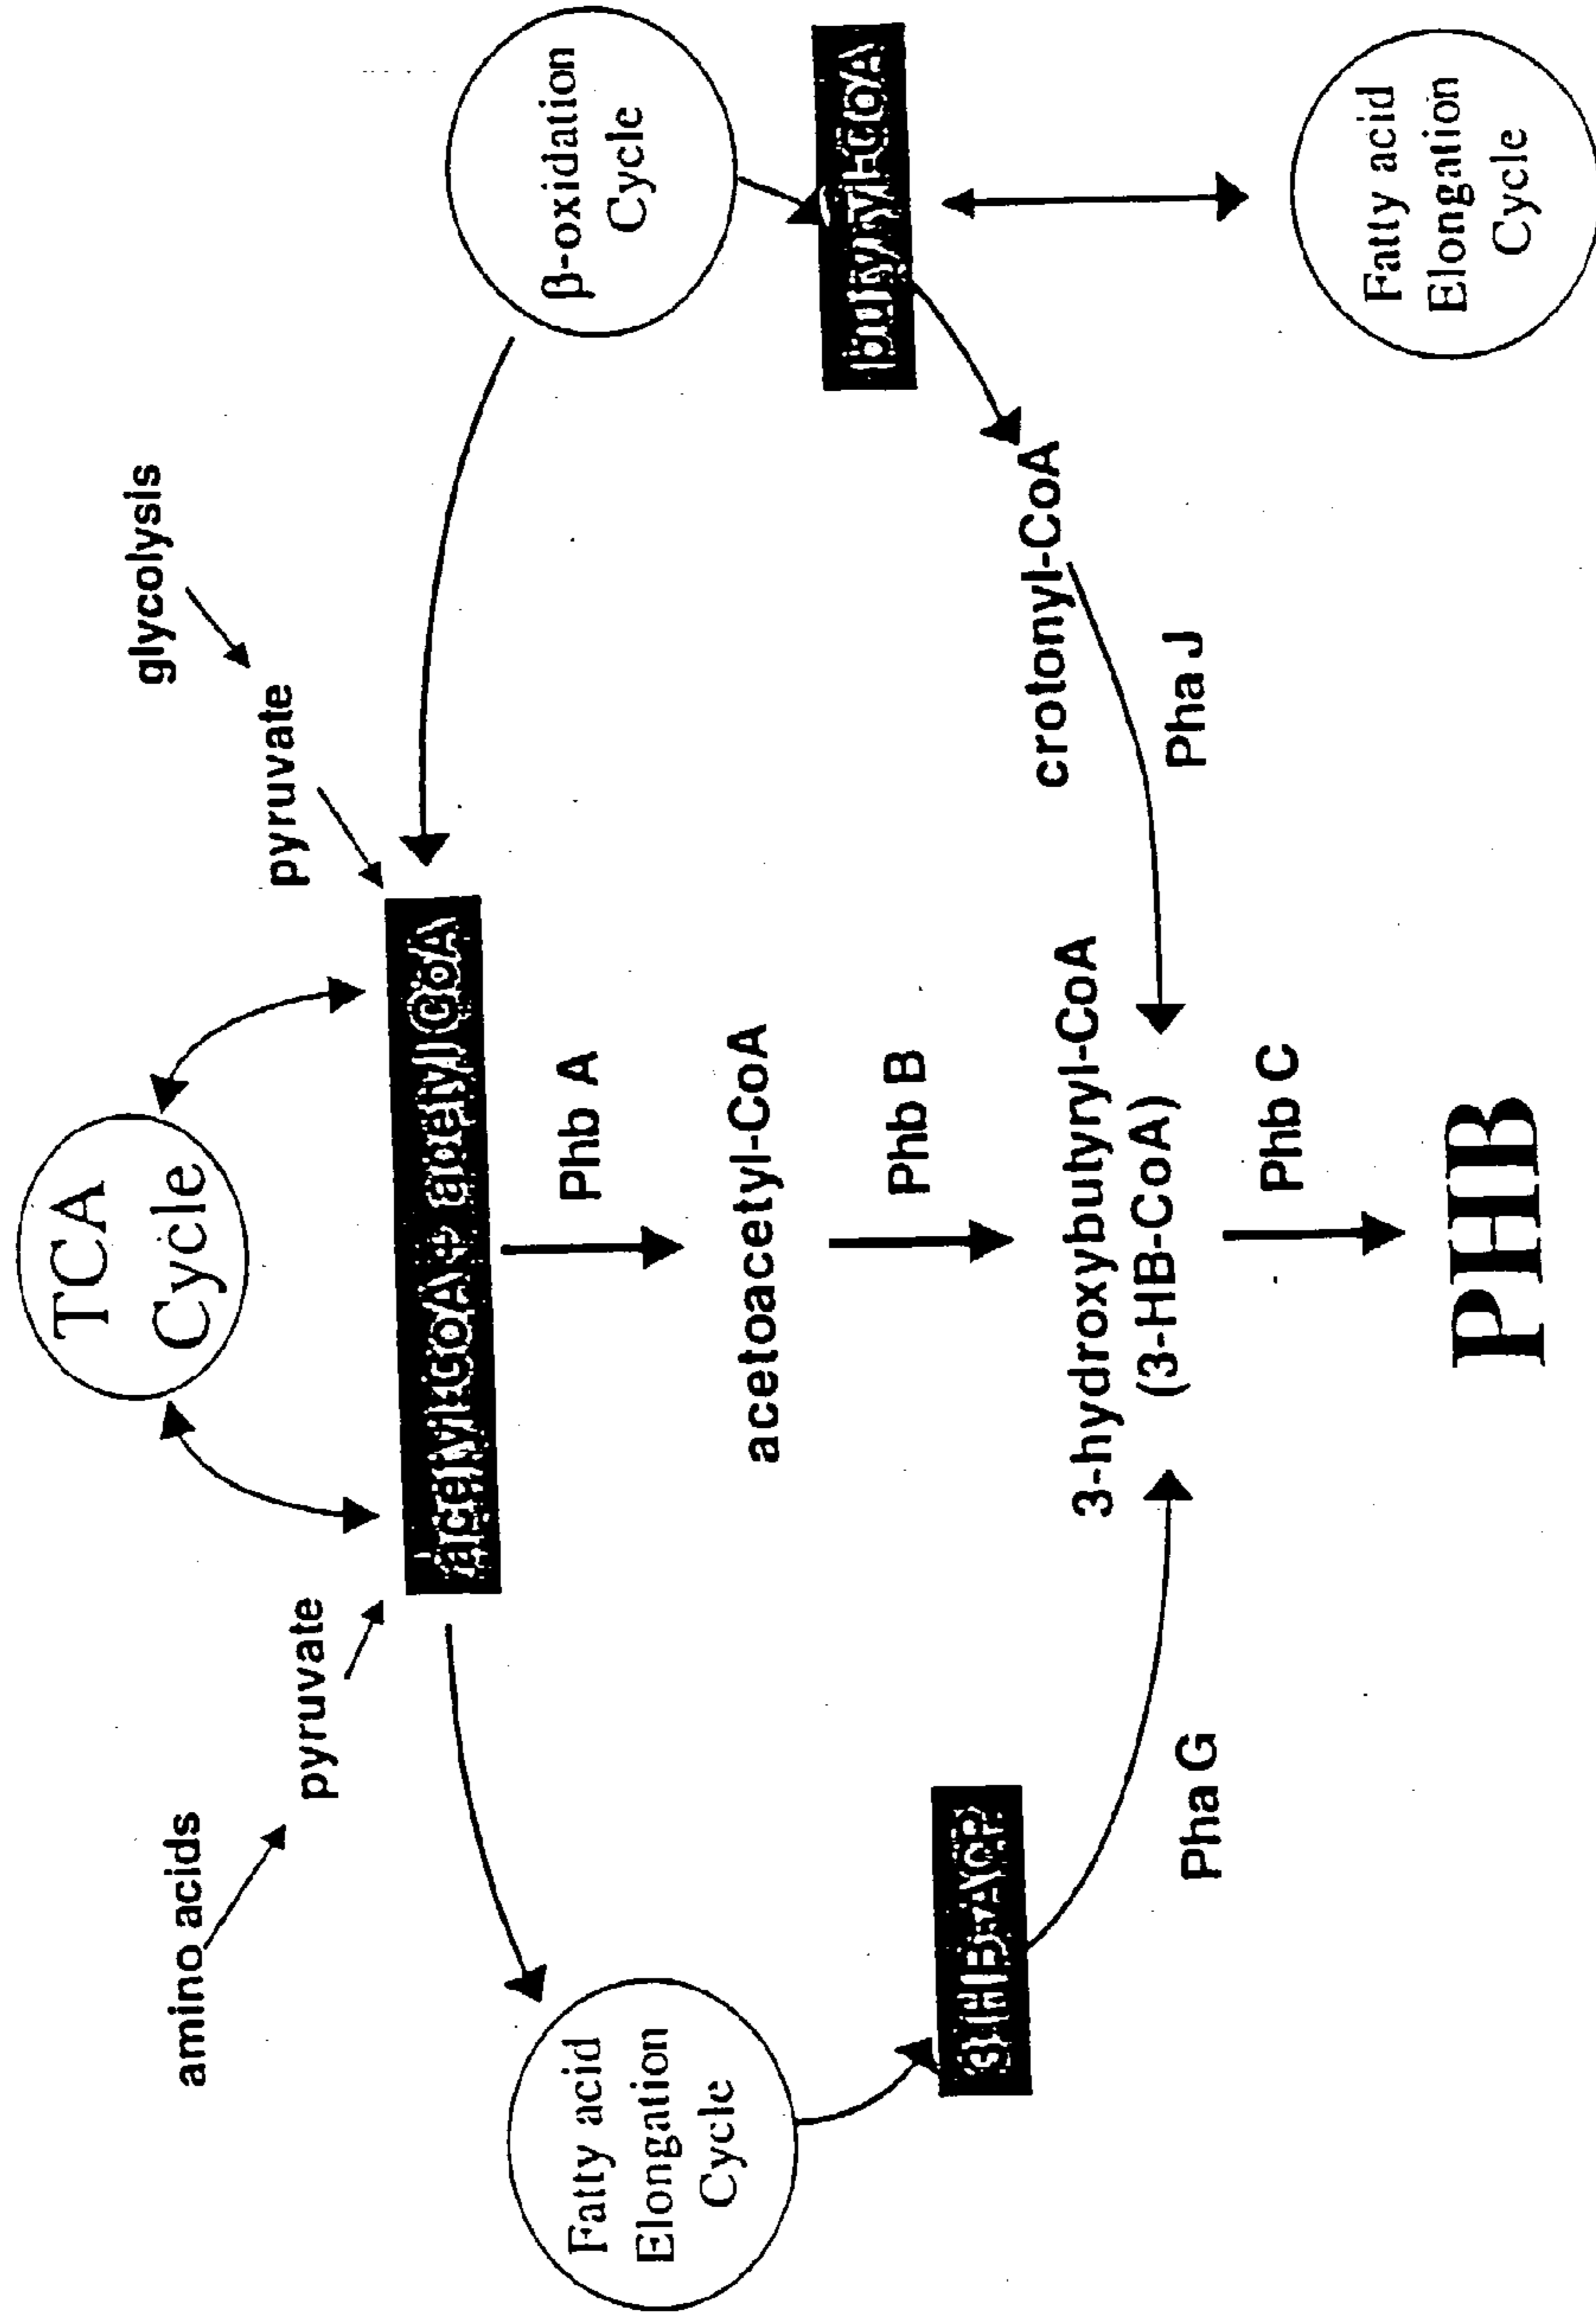 TCA
Cycle
glycolysis
amino acids
pyruvate
pyruvate
acetyl-CoA + acetyl CoA
β-oxidation
Cycle
Fatty acid
Elongation
Cycle
Phb A
acetoacetyl-CoA
butyryl-CoA
Phb B
3HB-ACP
crotonyl-CoA
3-hydroxybutyryl-CoA
(3-HB-CoA)
Pha G
Pha J
Phb C
Fatty acid
Elongation
Cycle
PHB